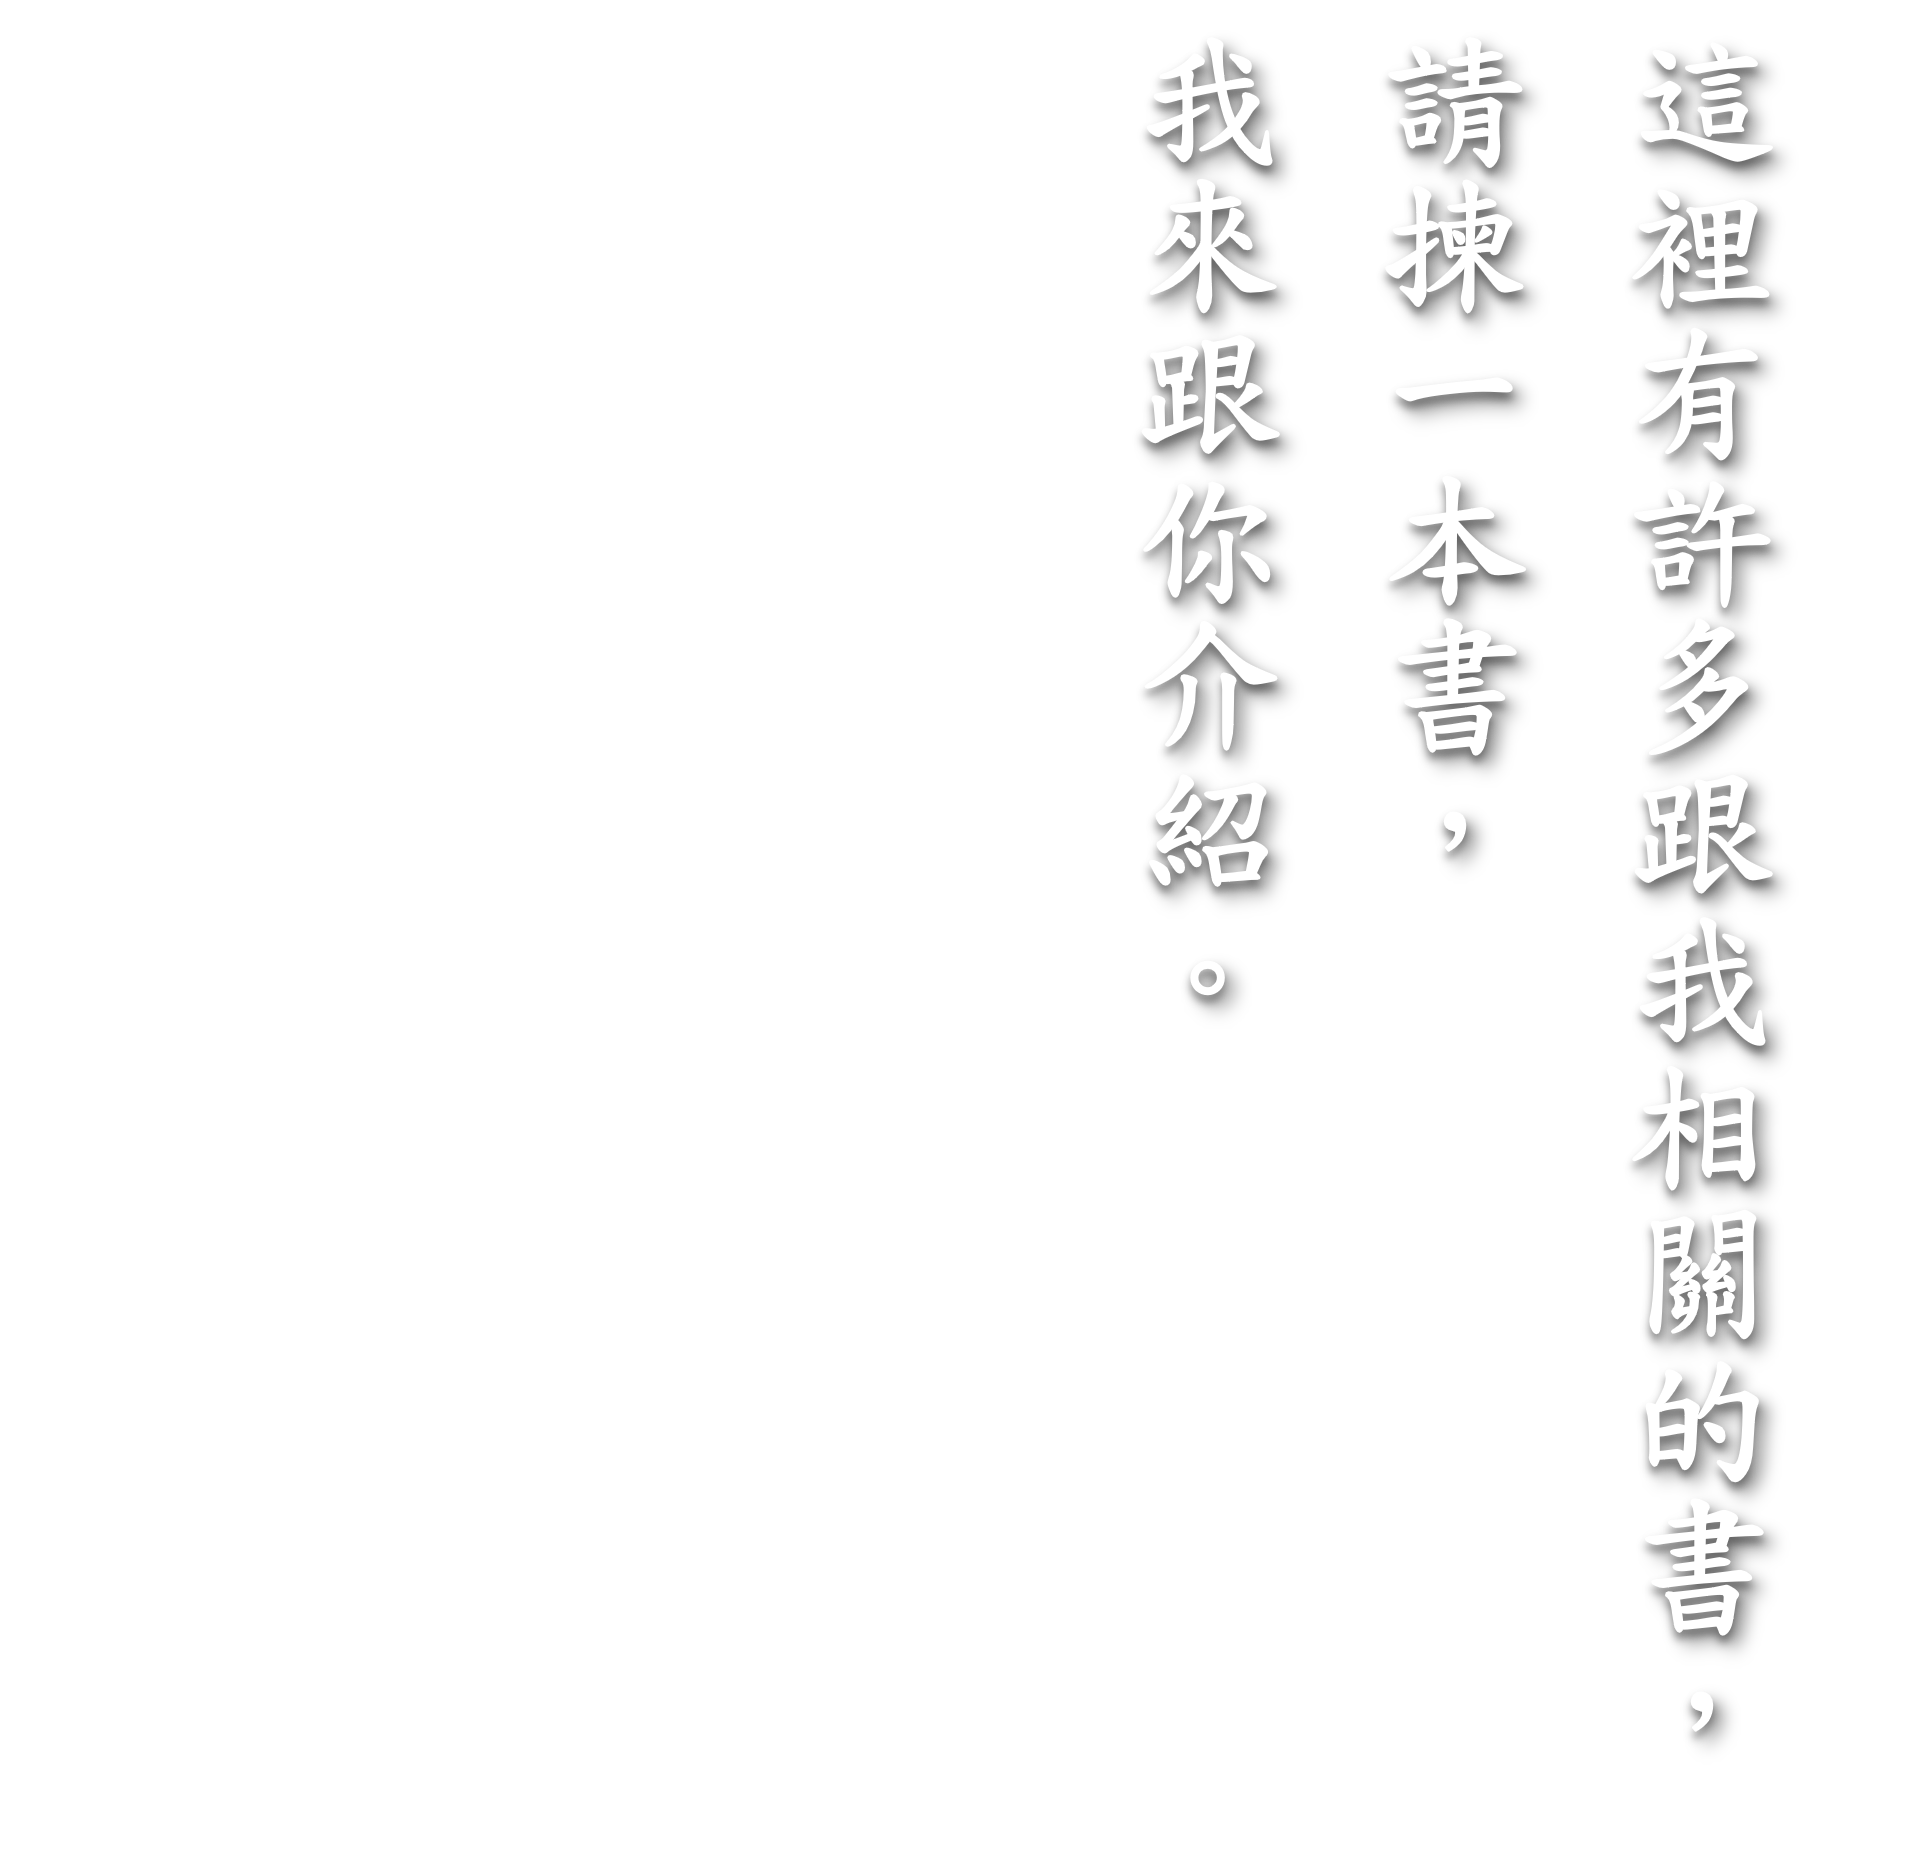 這裡有許多跟我相關的書，
請揀一本書，
我來跟你介紹。